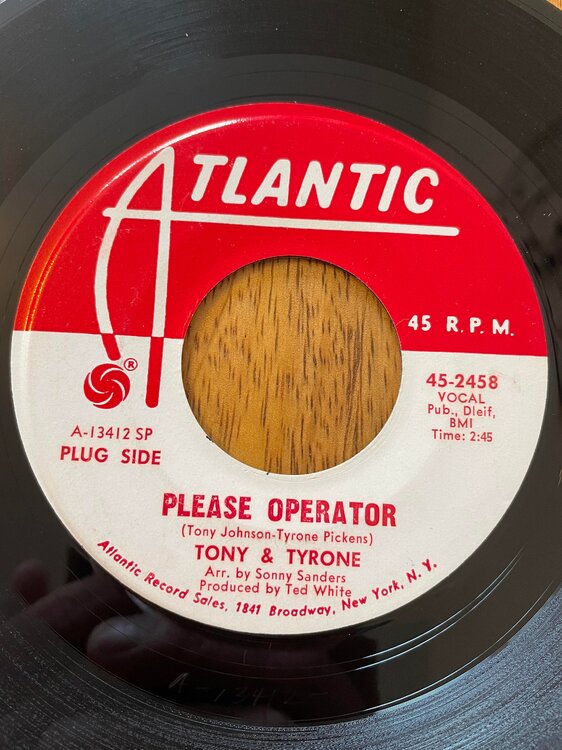 ATLANTIC
45 R.P.M.
®
45-2458
VOCAL
Pub., Dleif,
BMI
Time: 2:45
A-13412 SP
PLUG SIDE
PLEASE OPERATOR
(Tony Johnson-Tyrone Pickens)
TONY & TYRONE
Arr. by Sonny Sanders
Produced by Ted White
Atlantic Record Sales, 1841 Broadway, New York, N. Y.
A-13412-